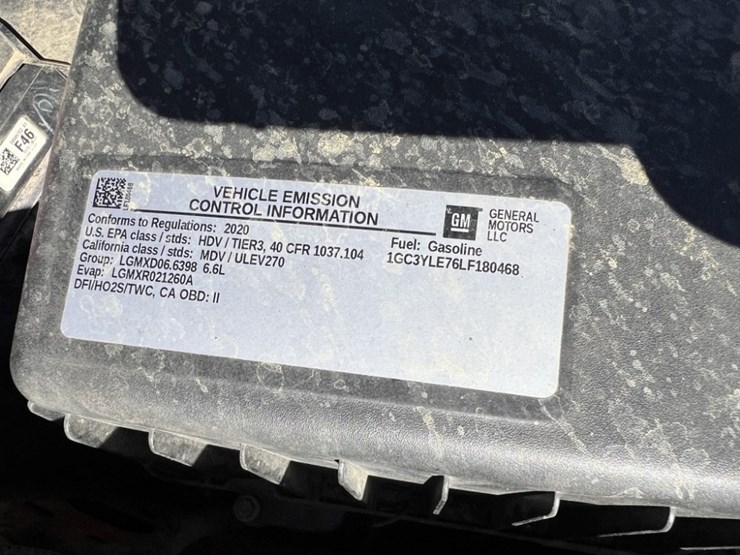 F46
VEHICLE EMISSION
CONTROL INFORMATION
Conforms to Regulations: 2020
U.S. EPA class / stds: HDV / TIER3, 40 CFR 1037.104
California class / stds: MDV / ULEV270
Group: LGMXD06.6398 6.6L
Evap: LGMXR021260A
DFI/HO2S/TWC, CA OBD: II
GM
GENERAL
MOTORS
LLC
Fuel: Gasoline
1GC3YLE76LF180468